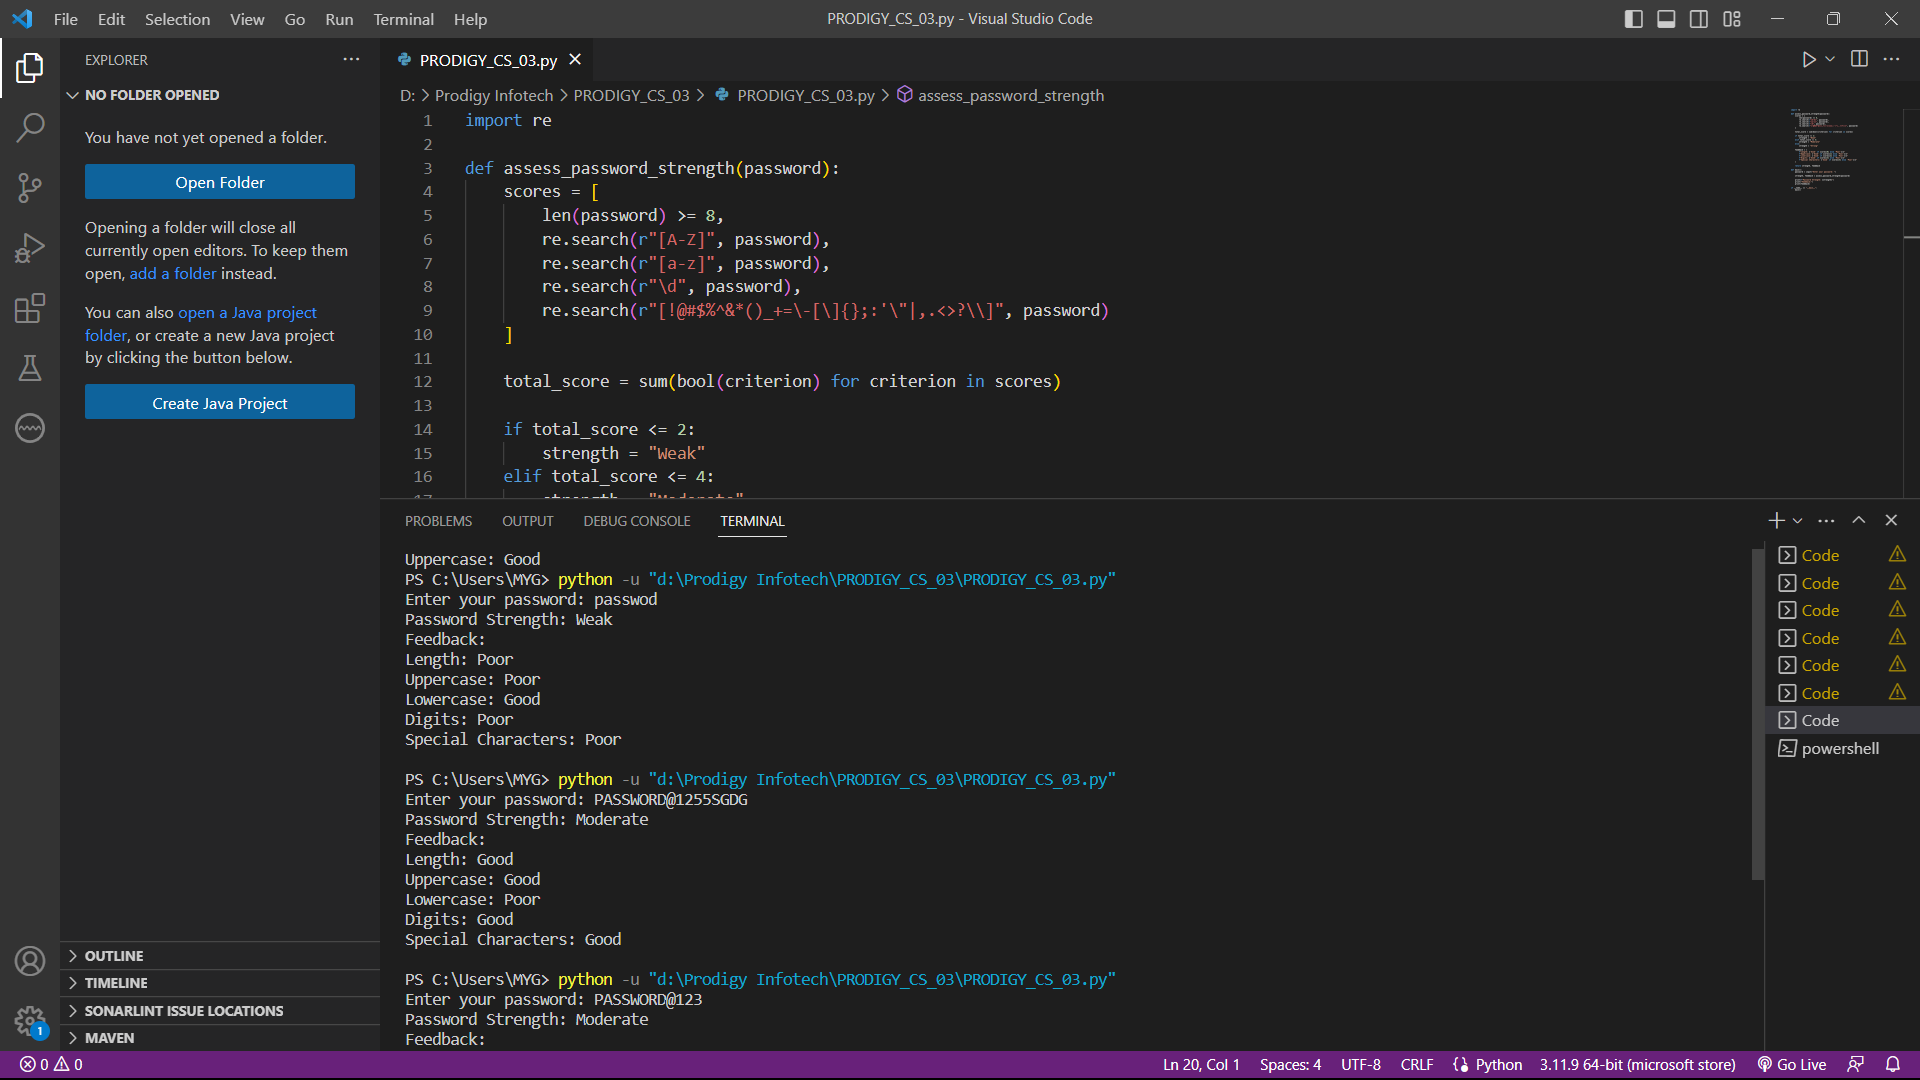 File Edit Selection View Go Run Terminal Help
PRODIGY_CS_03.py - Visual Studio Code
EXPLORER
NO FOLDER OPENED
You have not yet opened a folder.
Open Folder
Opening a folder will close all
currently open editors. To keep them
open, add a folder instead.
You can also open a Java project
folder, or create a new Java project
by clicking the button below.
Create Java Project
OUTLINE
TIMELINE
SONARLINT ISSUE LOCATIONS
MAVEN
PRODIGY_CS_03.py
D: > Prodigy Infotech > PRODIGY_CS_03 > PRODIGY_CS_03.py > assess_password_strength
1 import re
2
3 def assess_password_strength(password):
4 scores = [
5 len(password) >= 8,
6 re.search(r"[A-Z]", password),
7 re.search(r"[a-z]", password),
8 re.search(r"\d", password),
9 re.search(r"[!@#$%^&*()_+=\-[\]{};:'\"|,.<>?\\]", password)
10 ]
11
12 total_score = sum(bool(criterion) for criterion in scores)
13
14 if total_score <= 2:
15 strength = "Weak"
16 elif total_score <= 4:
17 strength = "Moderate"
PROBLEMS OUTPUT DEBUG CONSOLE TERMINAL
Uppercase: Good
PS C:\Users\MYG> python -u "d:\Prodigy Infotech\PRODIGY_CS_03\PRODIGY_CS_03.py"
Enter your password: passwod
Password Strength: Weak
Feedback:
Length: Poor
Uppercase: Poor
Lowercase: Good
Digits: Poor
Special Characters: Poor
PS C:\Users\MYG> python -u "d:\Prodigy Infotech\PRODIGY_CS_03\PRODIGY_CS_03.py"
Enter your password: PASSWORD@1255SGDG
Password Strength: Moderate
Feedback:
Length: Good
Uppercase: Good
Lowercase: Poor
Digits: Good
Special Characters: Good
PS C:\Users\MYG> python -u "d:\Prodigy Infotech\PRODIGY_CS_03\PRODIGY_CS_03.py"
Enter your password: PASSWORD@123
Password Strength: Moderate
Feedback:
Code
Code
Code
Code
Code
Code
Code
powershell
1
0 0
Ln 20, Col 1 Spaces: 4 UTF-8 CRLF Python 3.11.9 64-bit (microsoft store) Go Live